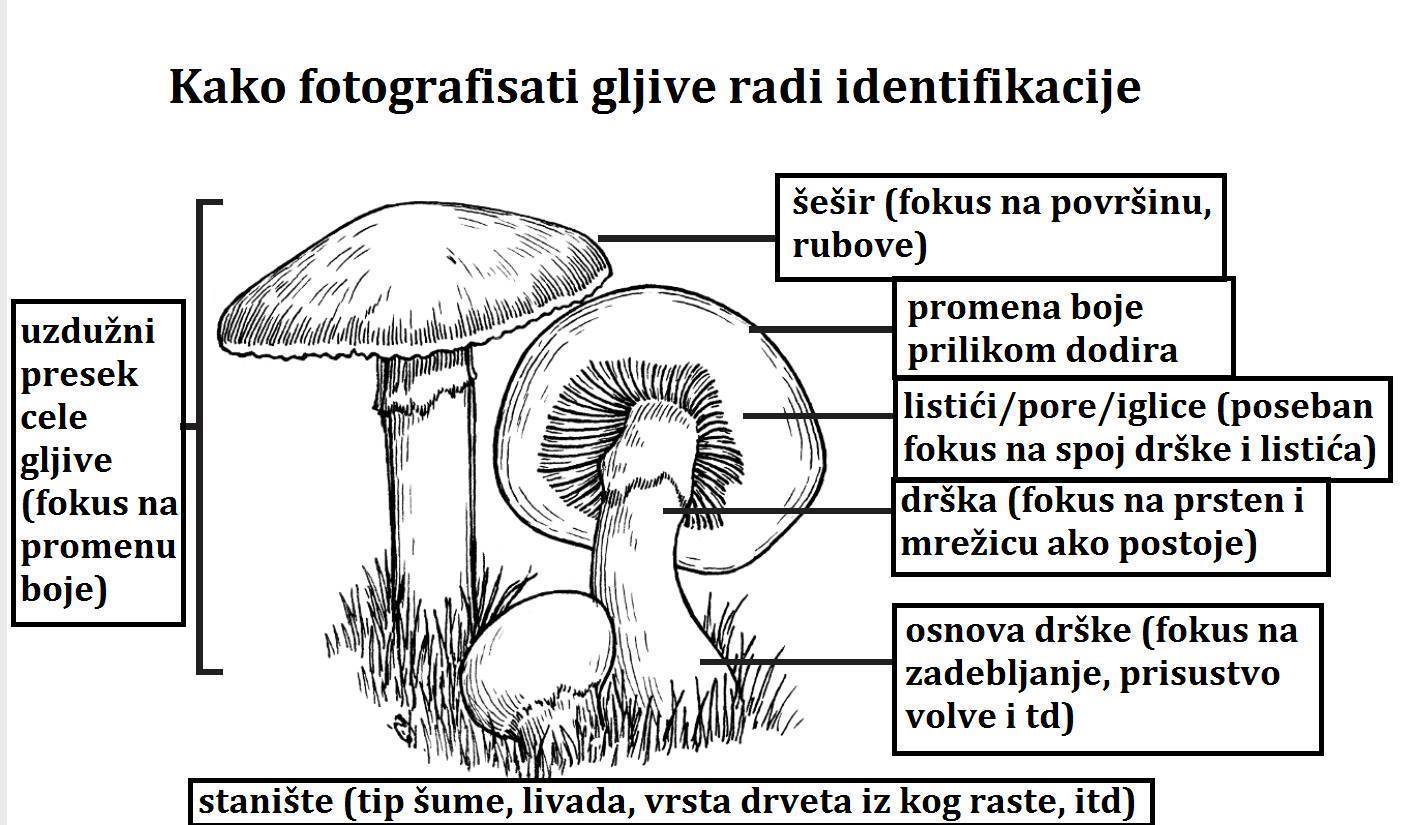 Kako fotografisati gljive radi identifikacije
šešir (fokus na površinu,
rubove)
promena boje
prilikom dodira
listići/pore/iglice (poseban
fokus na spoj drške i listića)
drška (fokus na prsten i
mrežicu ako postoje)
osnova drške (fokus na
zadebljanje, prisustvo
volve i td)
uzdužni
presek
cele
gljive
(fokus na
promenu
boje)
stanište (tip šume, livada, vrsta drveta iz kog raste, itd)